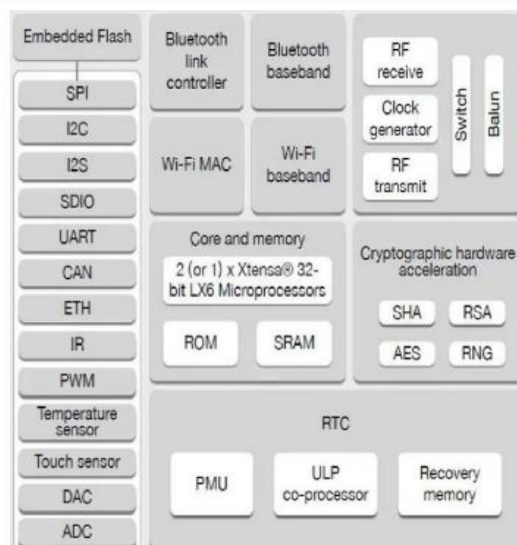 Embedded Flash
SPI
I2C
I2S
SDIO
UART
CAN
ETH
IR
PWM
Temperature
sensor
Touch sensor
DAC
ADC
Bluetooth
link
controller
Bluetooth
baseband
Wi-Fi MAC
Wi-Fi
baseband
RF
receive
Clock
generator
RF
transmit
Switch
Balun
Core and memory
2 (or 1) x Xtensa® 32-
bit LX6 Microprocessors
ROM
SRAM
Cryptographic hardware
acceleration
SHA
RSA
AES
RNG
RTC
PMU
ULP
co-processor
Recovery
memory